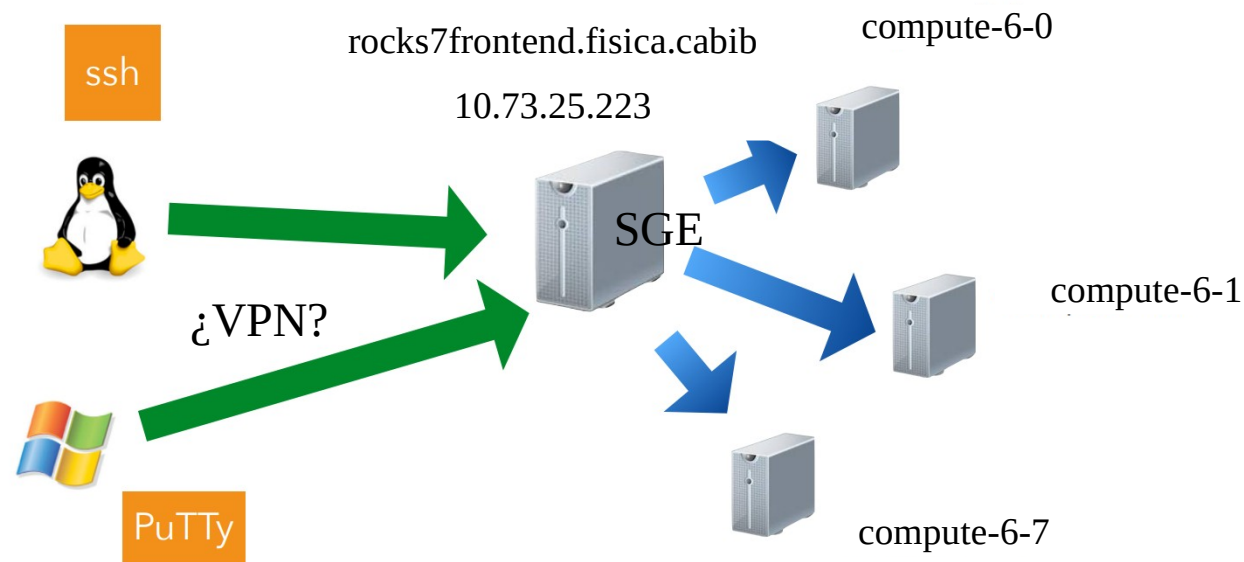 ssh
rocks7frontend.fisica.cabib
10.73.25.223
compute-6-0
SGE
¿VPN?
compute-6-1
PuTTy
compute-6-7